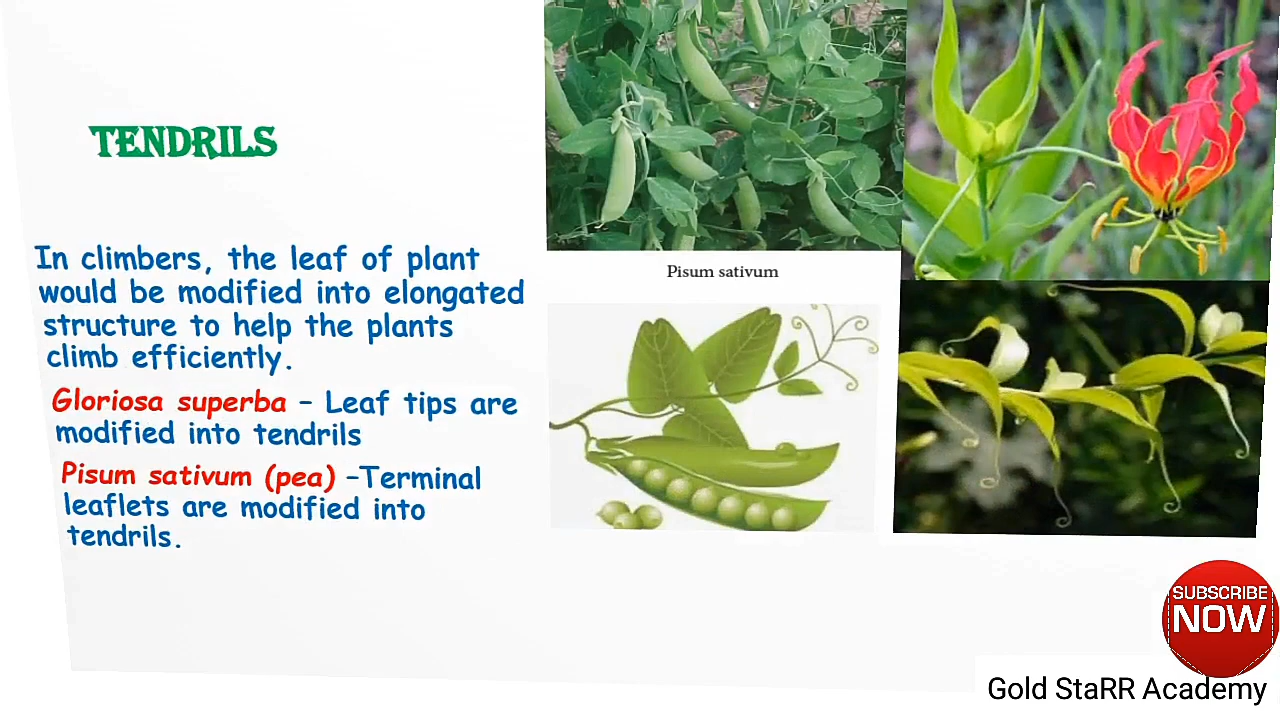 TENDRILS
In climbers, the leaf of plant
would be modified into elongated
structure to help the plants
climb efficiently.
Gloriosa superba – Leaf tips are
modified into tendrils
Pisum sativum (pea) –Terminal
leaflets are modified into
tendrils.
Pisum sativum
SUBSCRIBE
NOW
Gold StaRR Academy